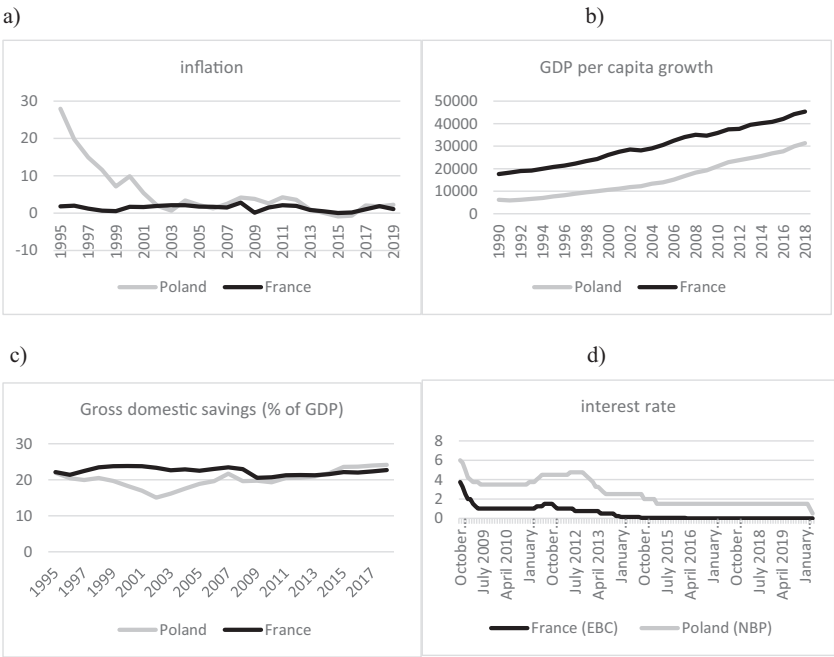 a)
b)
inflation
30
20
10
0
-10
1995
1997
1999
2001
2003
2005
2007
2009
2011
2013
2015
2017
2019
Poland France
GDP per capita growth
50000
40000
30000
20000
10000
0
1990
1992
1994
1996
1998
2000
2002
2004
2006
2008
2010
2012
2014
2016
2018
Poland France
c)
d)
Gross domestic savings (% of GDP)
30
20
10
0
1995
1997
1999
2001
2003
2005
2007
2009
2011
2013
2015
2017
Poland France
interest rate
8
6
4
2
0
October...
July 2009
April 2010
January...
October...
July 2012
April 2013
January...
October...
July 2015
April 2016
January...
October...
July 2018
April 2019
January...
France (EBC) Poland (NBP)